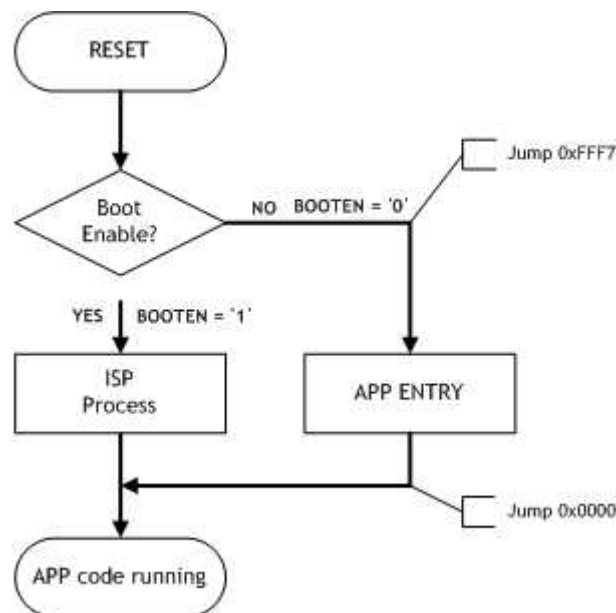 RESET
Jump 0xFFF7
Boot
Enable?
NO BOOTEN = '0'
YES BOOTEN = '1'
ISP
Process
APP ENTRY
Jump 0x0000
APP code running